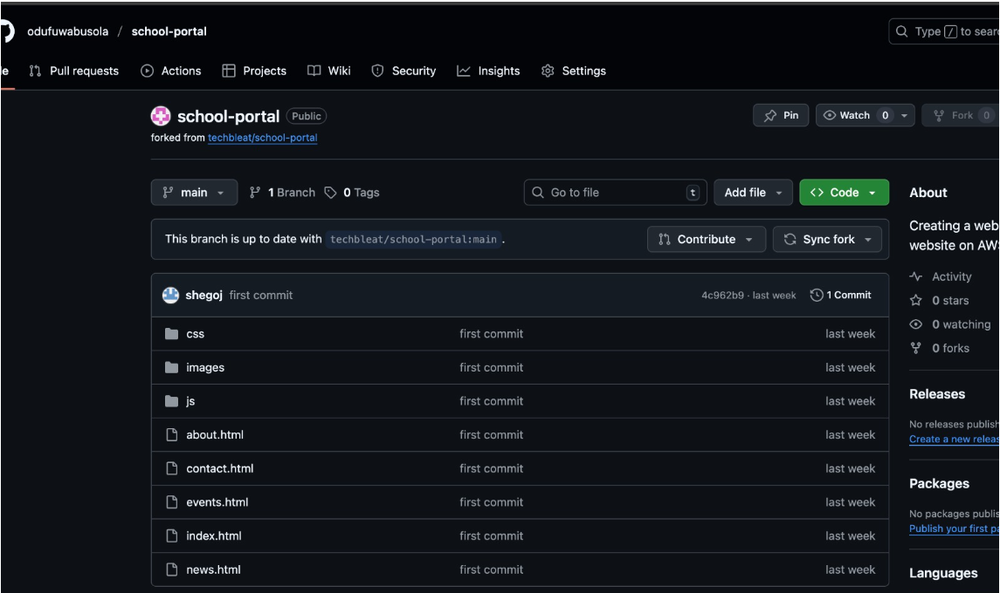 odufuwabusola / school-portal
Type / to sear
Pull requests Actions Projects Wiki Security Insights Settings
school-portal Public
Pin Watch 0 Fork 0
forked from techbleat/school-portal
main 1 Branch 0 Tags
Go to file t Add file Code
About
This branch is up to date with techbleat/school-portal:main .
Contribute Sync fork
Creating a web
website on AWS
shegoj first commit 4c962b9 · last week 1 Commit
Activity
0 stars
0 watching
0 forks
css first commit last week
images first commit last week
js first commit last week
about.html first commit last week
contact.html first commit last week
events.html first commit last week
index.html first commit last week
news.html first commit last week
Releases
No releases publish
Create a new releas
Packages
No packages publis
Publish your first pa
Languages